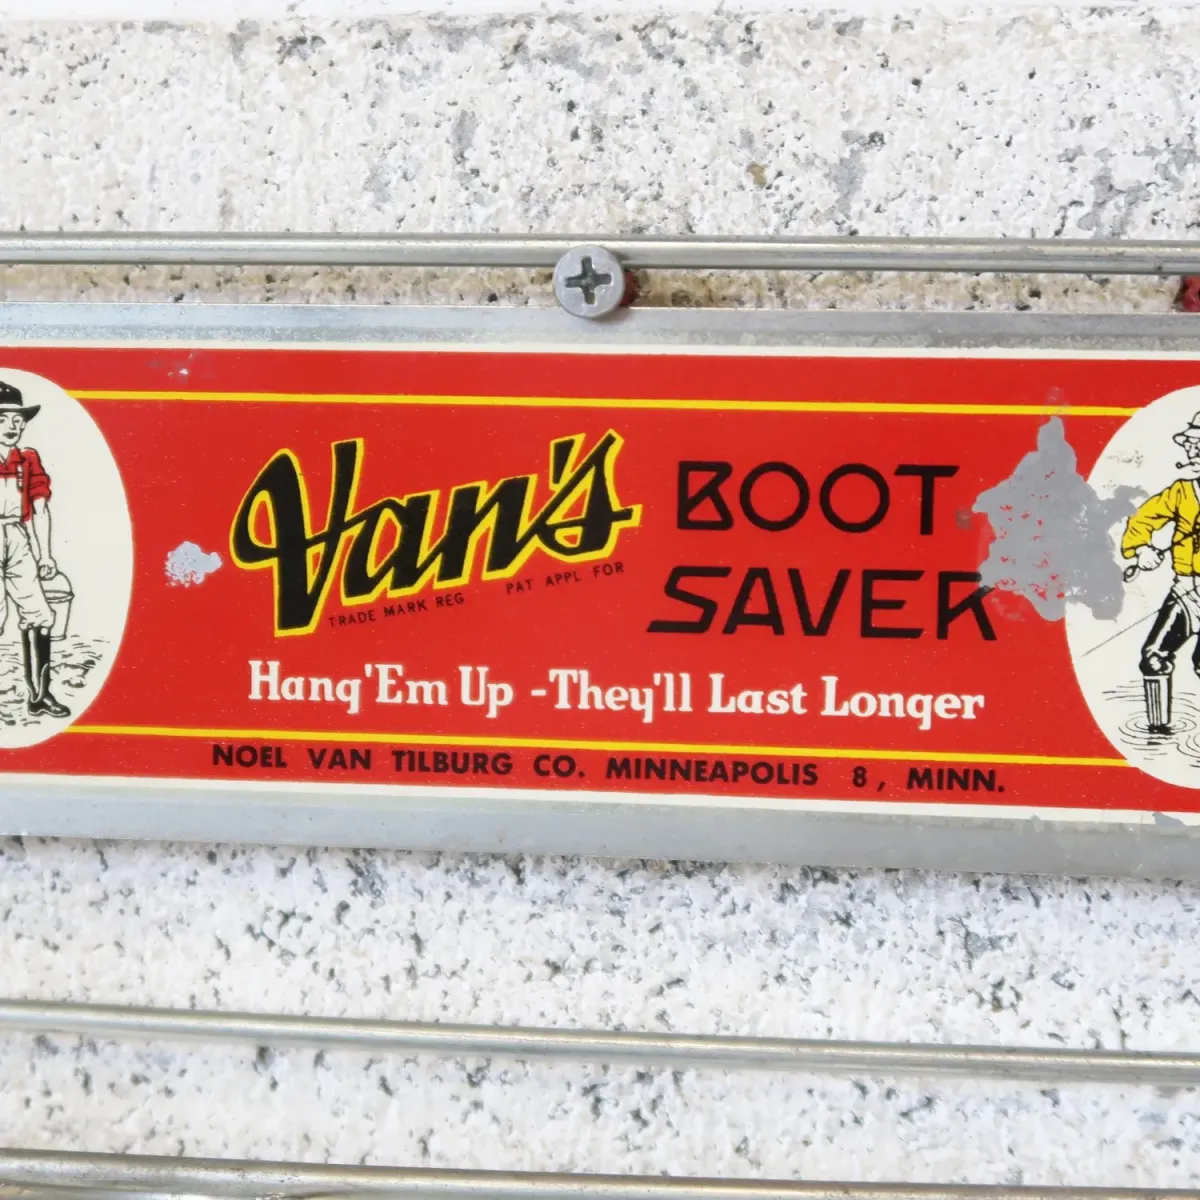 Van's BOOT
SAVER
TRADE MARK REG PAT APPL FOR
Hang 'Em Up - They'll Last Longer
NOEL VAN TILBURG CO. MINNEAPOLIS 8, MINN.